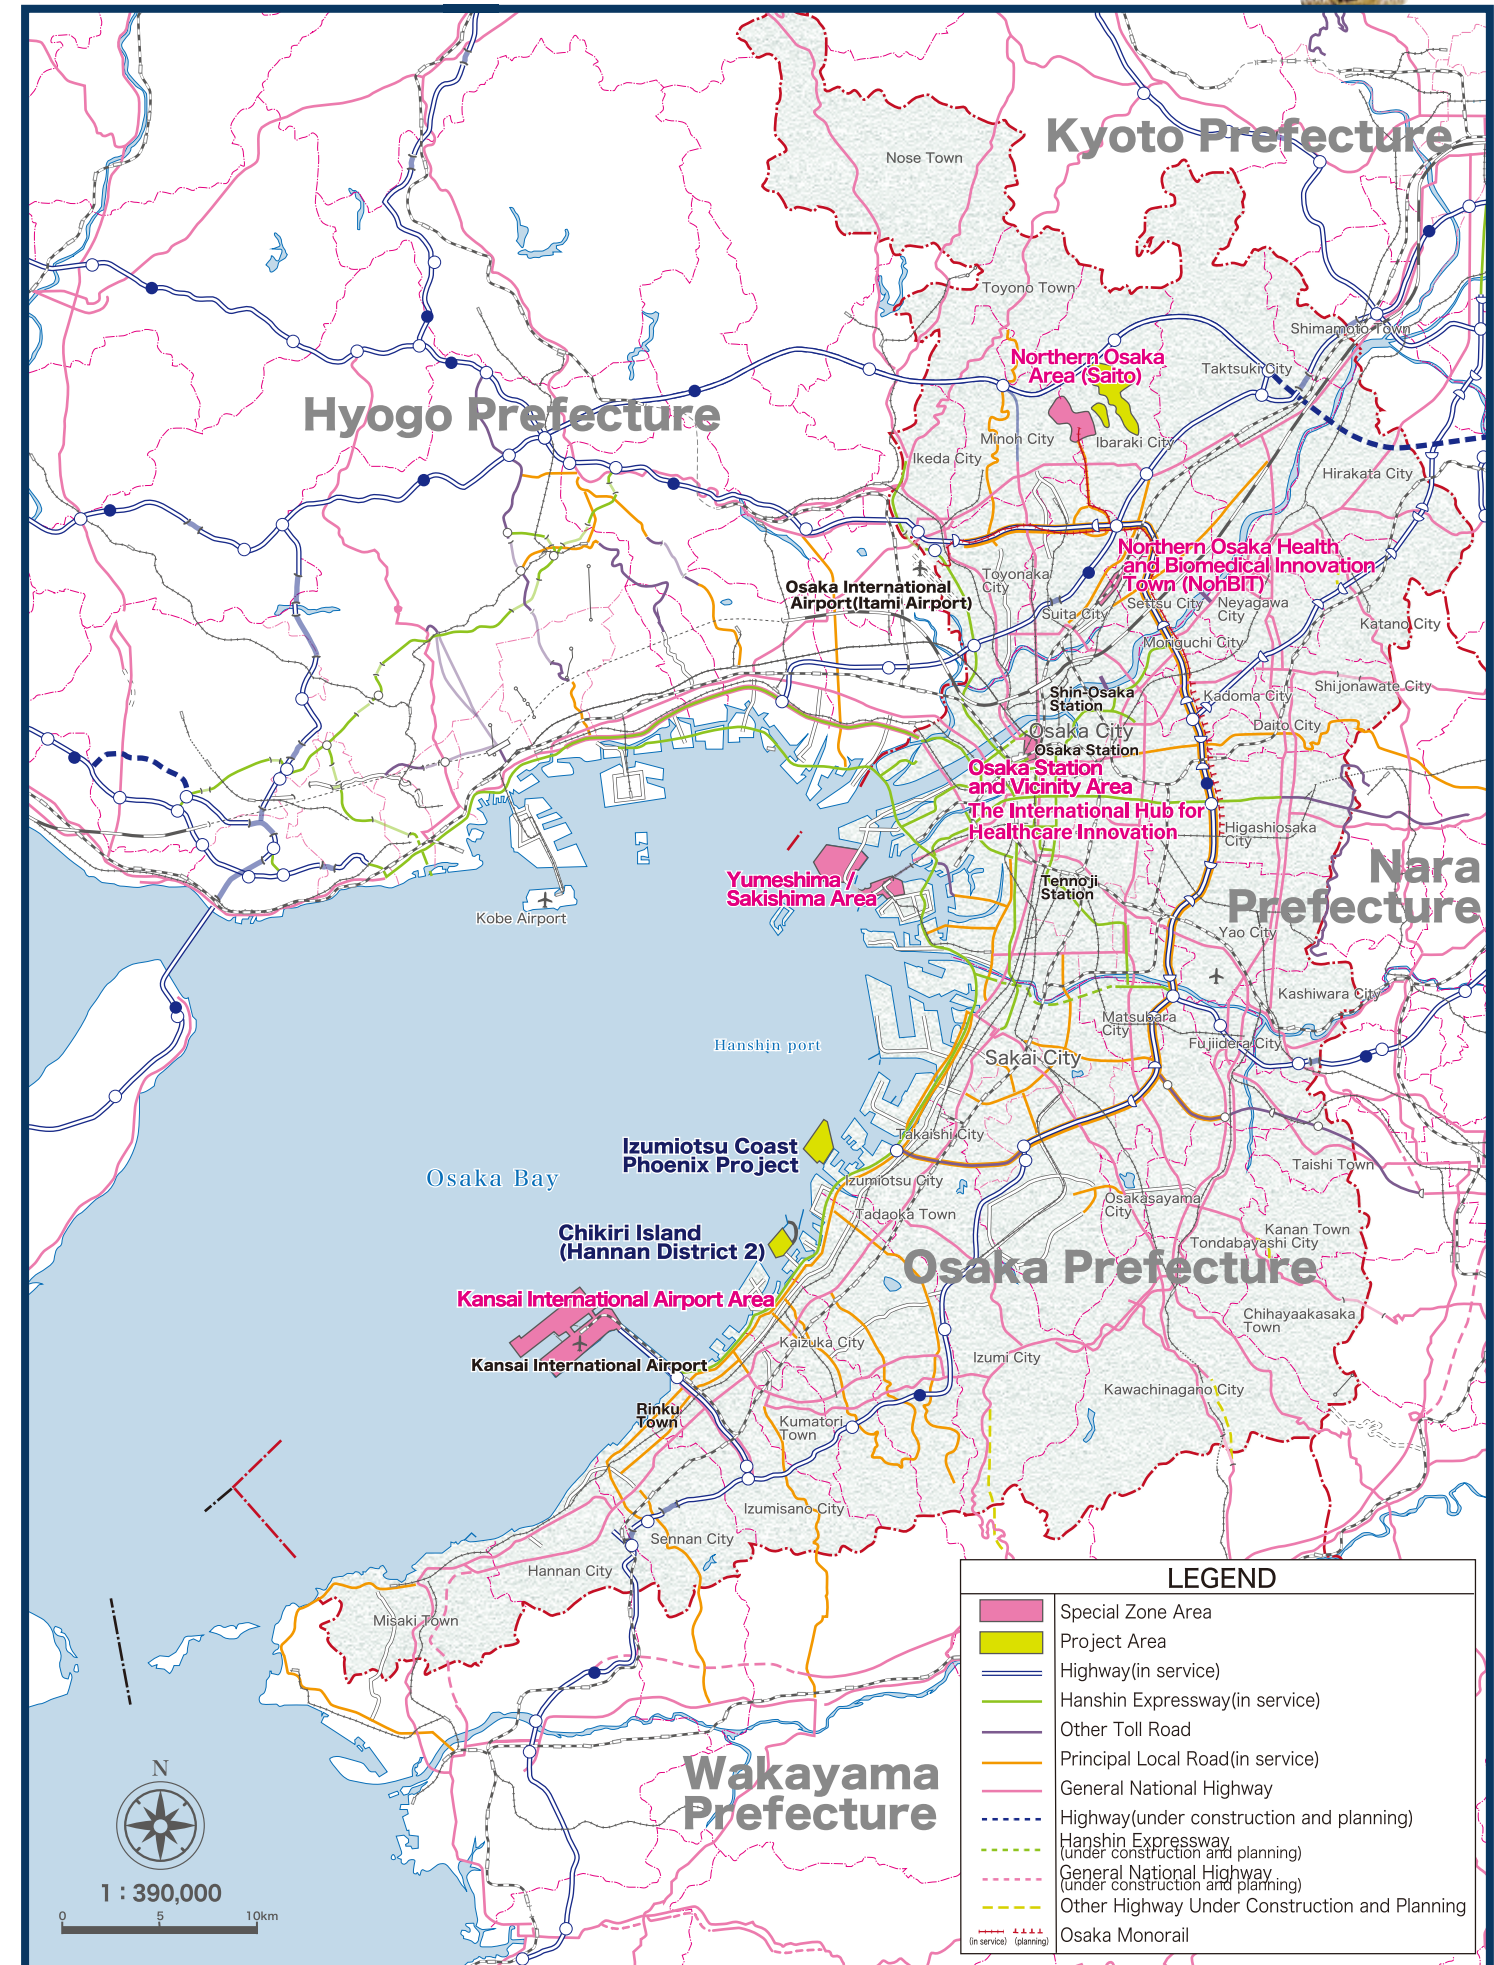 Kyoto Prefecture
Nose Town
Toyono Town
Shimamoto Town
Northern Osaka
Area (Saito)
Taktsuki City
Hyogo Prefecture
Minoh City
Ibaraki City
Ikeda City
Hirakata City
Northern Osaka Health
and Biomedical Innovation
Town (NohBIT)
Osaka International
Airport(Itami Airport)
Toyonaka
City
Suita City
Settsu City
Neyagawa
City
Katano City
Moriguchi City
Shin-Osaka
Station
Kadoma City
Shijonawate City
Osaka City
Daito City
Osaka Station
Osaka Station
and Vicinity Area
The International Hub for
Healthcare Innovation
Higashiosaka
City
Nara
Prefecture
Yumeshima /
Sakishima Area
Tennoji
Station
Kobe Airport
Yao City
Kashiwara City
Matsubara
City
Hanshin port
Fujiidera City
Sakai City
Izumiotsu Coast
Phoenix Project
Takaishi City
Osaka Bay
Taishi Town
Izumiotsu City
Osakasayama
City
Tadaoka Town
Chikiri Island
(Hannan District 2)
Kanan Town
Tondabayashi City
Osaka Prefecture
Kansai International Airport Area
Chihayaakasaka
Town
Kaizuka City
Izumi City
Kansai International Airport
Kawachinagano City
Rinku
Town
Kumatori
Town
Izumisano City
Sennan City
Hannan City
Misaki Town
Wakayama
Prefecture
N
1 : 390,000
0 5 10km
LEGEND
Special Zone Area
Project Area
Highway(in service)
Hanshin Expressway(in service)
Other Toll Road
Principal Local Road(in service)
General National Highway
Highway(under construction and planning)
Hanshin Expressway
(under construction and planning)
General National Highway
(under construction and planning)
Other Highway Under Construction and Planning
(in service) (planning) Osaka Monorail